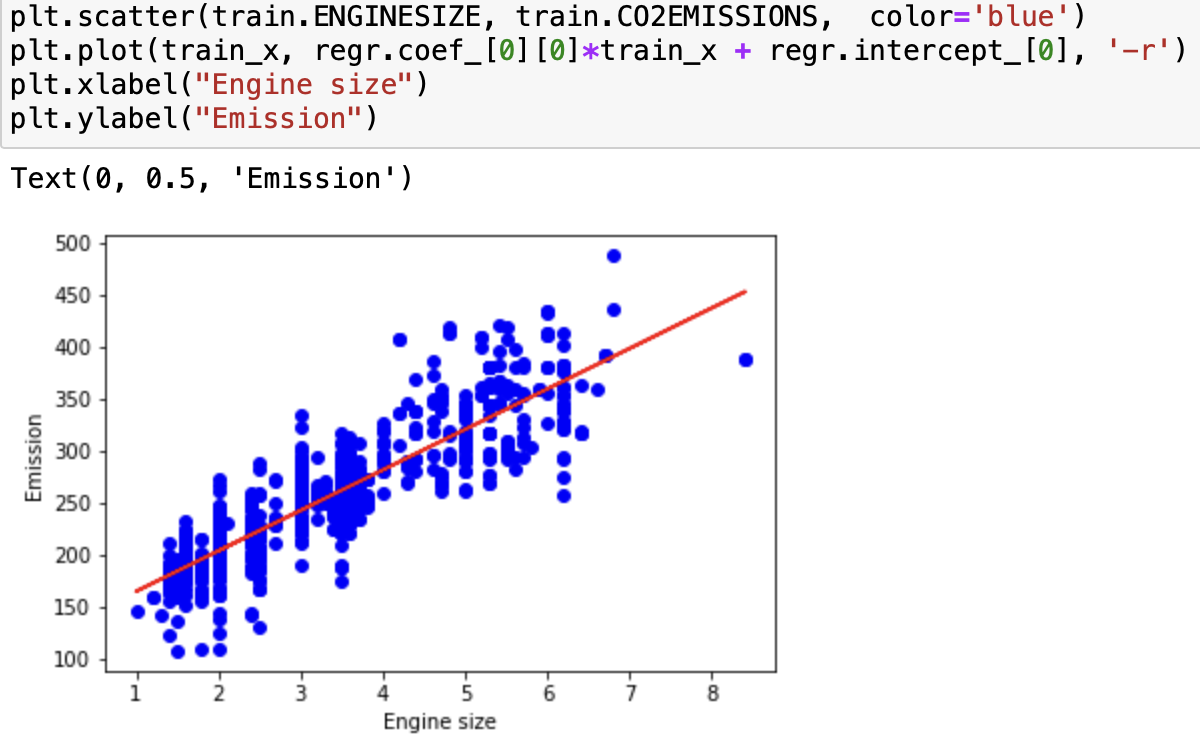 plt.scatter(train.ENGINESIZE, train.CO2EMISSIONS,  color='blue')
plt.plot(train_x, regr.coef_[0][0]*train_x + regr.intercept_[0], '-r')
plt.xlabel("Engine size")
plt.ylabel("Emission")
Text(0, 0.5, 'Emission')
500
450
400
350
300
250
200
150
100
Emission
1 2 3 4 5 6 7 8
Engine size